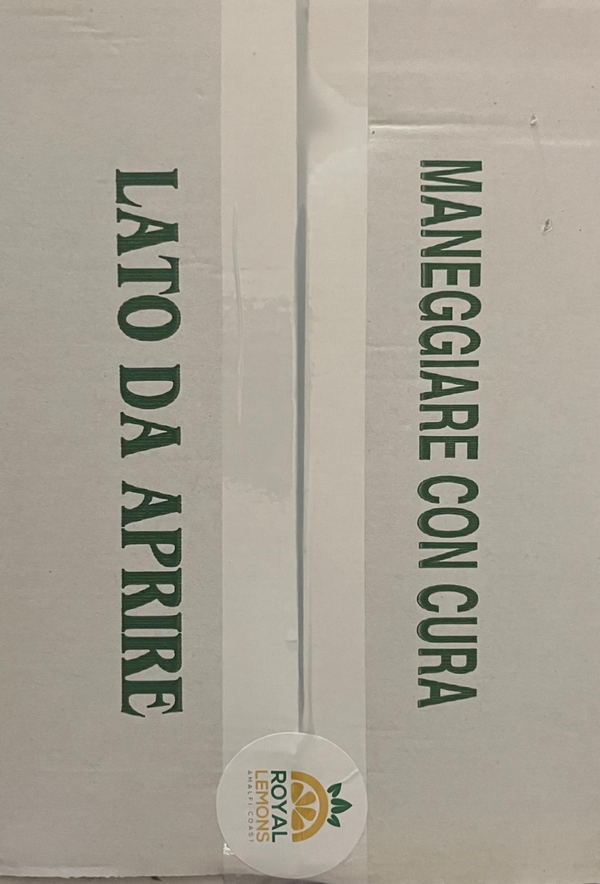 MANEGGIARE CON CURA
LATO DA APRIRE
ROYAL
LEMONS
AMALFI COAST